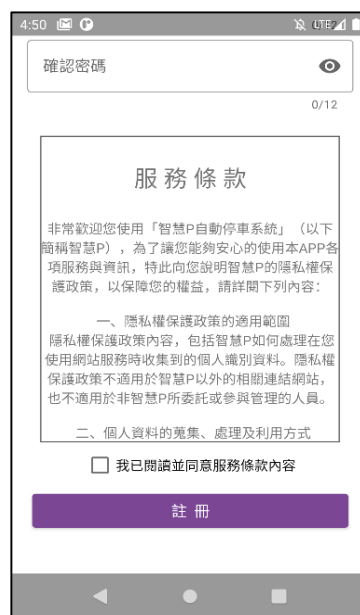 4:50
LTE
確認密碼
0/12
服務條款
非常歡迎您使用「智慧P自動停車系統」（以下
簡稱智慧P），為了讓您能夠安心的使用本APP各
項服務與資訊，特此向您說明智慧P的隱私權保
護政策，以保障您的權益，請詳閱下列內容：
一、隱私權保護政策的適用範圍
隱私權保護政策內容，包括智慧P如何處理在您
使用網站服務時收集到的個人識別資料。隱私權
保護政策不適用於智慧P以外的相關連結網站，
也不適用於非智慧P所委託或參與管理的人員。
二、個人資料的蒐集、處理及利用方式
我已閱讀並同意服務條款內容
註冊